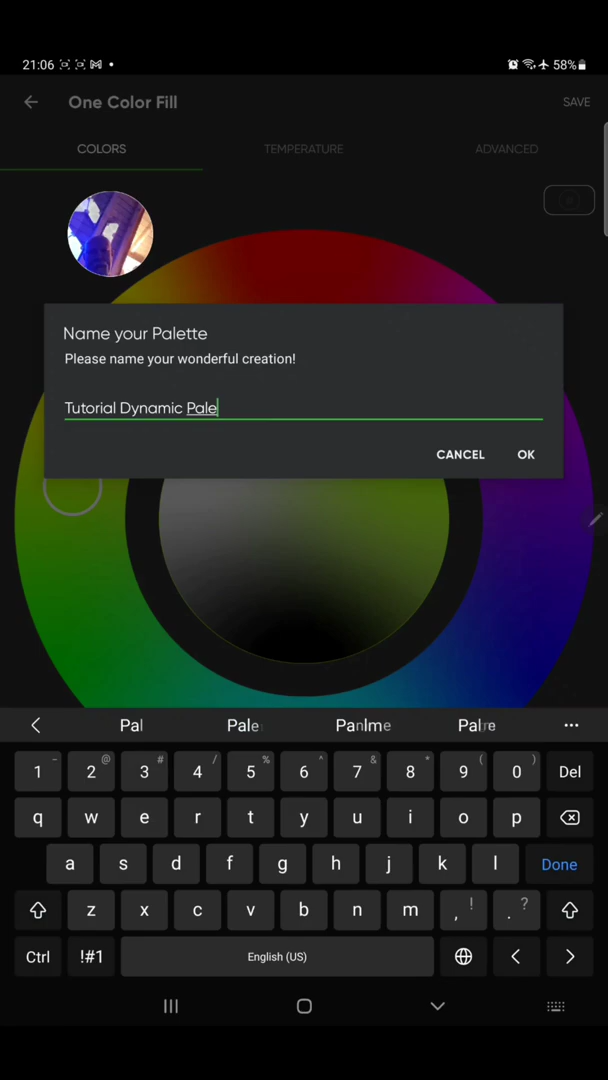 21:06
58%
One Color Fill
SAVE
COLORS
TEMPERATURE
ADVANCED
Name your Palette
Please name your wonderful creation!
Tutorial Dynamic Pale
CANCEL
OK
Pal
Pale
...
1 - 2 @ 3 # 4 / 5 % 6 ^ 7 & 8 * 9 ( 0 ) Del
q w e r t y u i o p
a s d f g h j k l Done
z x c v b n m , ! . ?
Ctrl !#1 English (US) < >